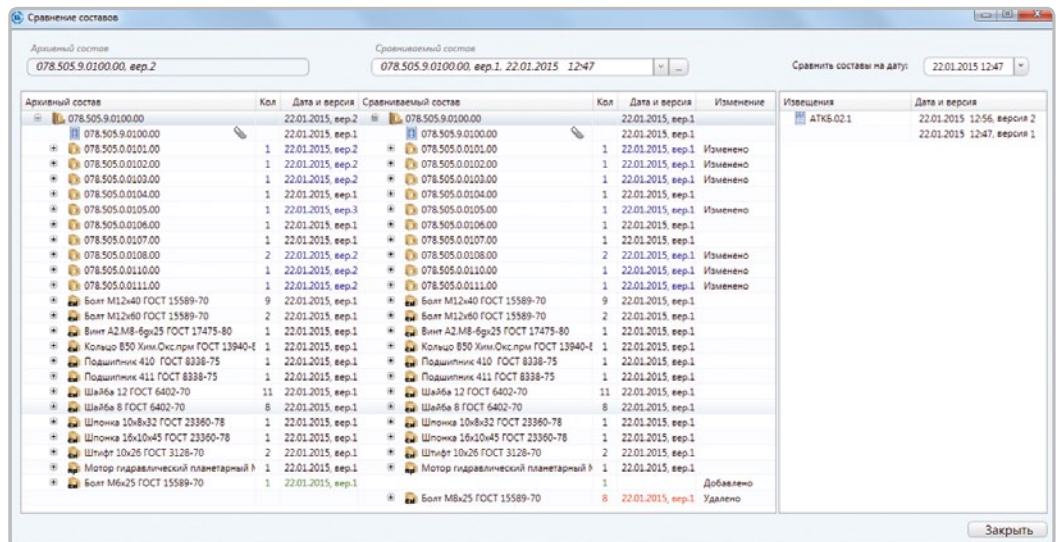 Сравнение составов
Архивный состав
Сравниваемый состав
078.505.9.0100.00, вер.2
078.505.9.0100.00, вер.1, 22.01.2015 12:47
...
Сравнить составы на дату:
22.01.2015 12:47
Архивный состав Кол Дата и версия Сравниваемый состав Кол Дата и версия Изменение Извещения Дата и версия
078.505.9.0100.00 22.01.2015, вер.2 078.505.9.0100.00 22.01.2015, вер.1 АТКБ.02.1 22.01.2015 12:56, версия 2
078.505.9.0100.00 22.01.2015, вер.1 078.505.9.0100.00 22.01.2015, вер.1 22.01.2015 12:47, версия 1
078.505.0.0101.00 1 22.01.2015, вер.2 078.505.0.0101.00 1 22.01.2015, вер.1 Изменено
078.505.0.0102.00 1 22.01.2015, вер.2 078.505.0.0102.00 1 22.01.2015, вер.1 Изменено
078.505.0.0103.00 1 22.01.2015, вер.2 078.505.0.0103.00 1 22.01.2015, вер.1 Изменено
078.505.0.0104.00 1 22.01.2015, вер.1 078.505.0.0104.00 1 22.01.2015, вер.1
078.505.0.0105.00 1 22.01.2015, вер.3 078.505.0.0105.00 1 22.01.2015, вер.1 Изменено
078.505.0.0106.00 1 22.01.2015, вер.1 078.505.0.0106.00 1 22.01.2015, вер.1
078.505.0.0107.00 1 22.01.2015, вер.1 078.505.0.0107.00 1 22.01.2015, вер.1
078.505.0.0108.00 2 22.01.2015, вер.2 078.505.0.0108.00 2 22.01.2015, вер.1 Изменено
078.505.0.0110.00 1 22.01.2015, вер.2 078.505.0.0110.00 1 22.01.2015, вер.1 Изменено
078.505.0.0111.00 1 22.01.2015, вер.2 078.505.0.0111.00 1 22.01.2015, вер.1 Изменено
Болт М12х40 ГОСТ 15589-70 9 22.01.2015, вер.1 Болт М12х40 ГОСТ 15589-70 9 22.01.2015, вер.1
Болт М12х60 ГОСТ 15589-70 2 22.01.2015, вер.1 Болт М12х60 ГОСТ 15589-70 2 22.01.2015, вер.1
Винт А2.М8-6gх25 ГОСТ 17475-80 1 22.01.2015, вер.1 Винт А2.М8-6gх25 ГОСТ 17475-80 1 22.01.2015, вер.1
Кольцо В50 Хим.Окс.прм ГОСТ 13940-8 1 22.01.2015, вер.1 Кольцо В50 Хим.Окс.прм ГОСТ 13940-8 1 22.01.2015, вер.1
Подшипник 410 ГОСТ 8338-75 1 22.01.2015, вер.1 Подшипник 410 ГОСТ 8338-75 1 22.01.2015, вер.1
Подшипник 411 ГОСТ 8338-75 1 22.01.2015, вер.1 Подшипник 411 ГОСТ 8338-75 1 22.01.2015, вер.1
Шайба 12 ГОСТ 6402-70 11 22.01.2015, вер.1 Шайба 12 ГОСТ 6402-70 11 22.01.2015, вер.1
Шайба 8 ГОСТ 6402-70 8 22.01.2015, вер.1 Шайба 8 ГОСТ 6402-70 8 22.01.2015, вер.1
Шпонка 10х8х32 ГОСТ 23360-78 1 22.01.2015, вер.1 Шпонка 10х8х32 ГОСТ 23360-78 1 22.01.2015, вер.1
Шпонка 16х10х45 ГОСТ 23360-78 1 22.01.2015, вер.1 Шпонка 16х10х45 ГОСТ 23360-78 1 22.01.2015, вер.1
Штифт 10х26 ГОСТ 3128-70 2 22.01.2015, вер.1 Штифт 10х26 ГОСТ 3128-70 2 22.01.2015, вер.1
Мотор гидравлический планетарный 1 22.01.2015, вер.1 Мотор гидравлический планетарный 1 22.01.2015, вер.1
Болт М6х25 ГОСТ 15589-70 1 22.01.2015, вер.1 1 Добавлено
Болт М8х25 ГОСТ 15589-70 8 22.01.2015, вер.1 Удалено
Закрыть